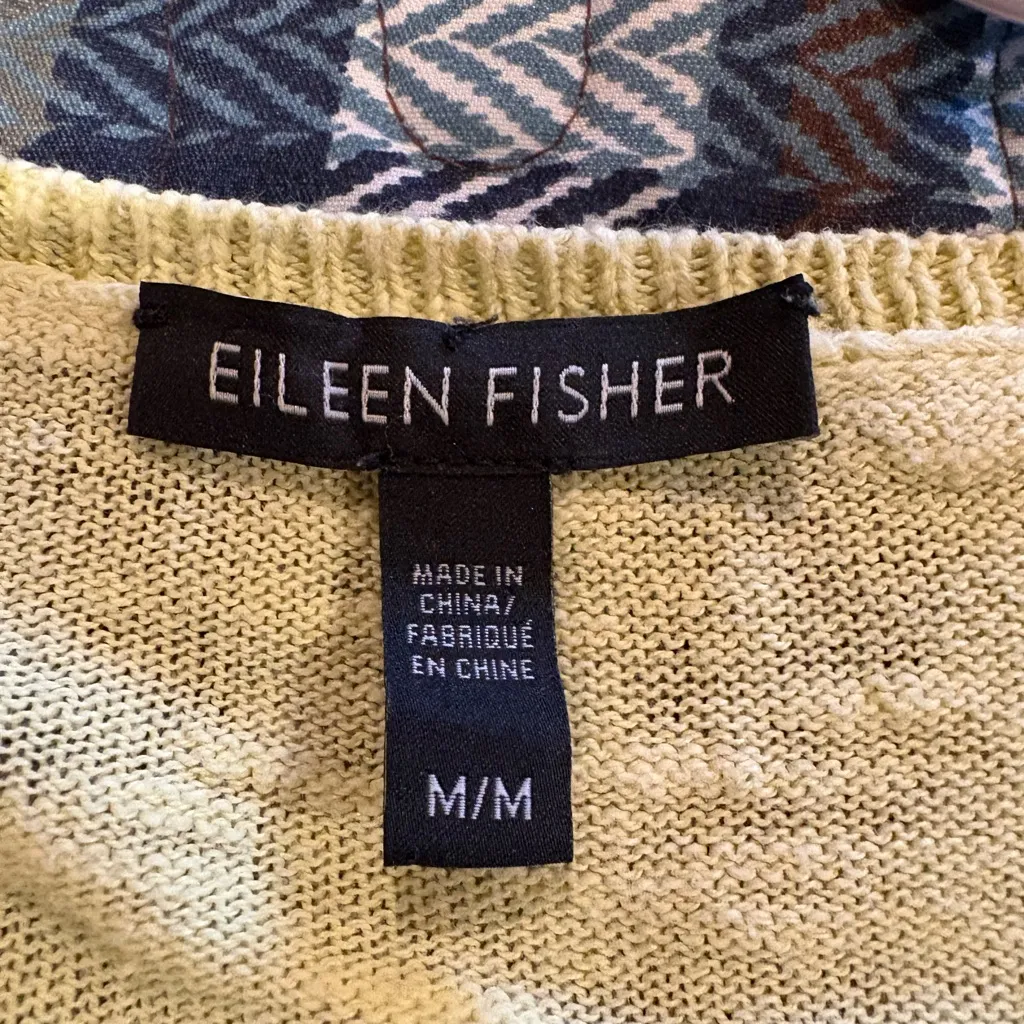 EILEEN FISHER
MADE IN
CHINA/
FABRIQUÉ
EN CHINE
M/M